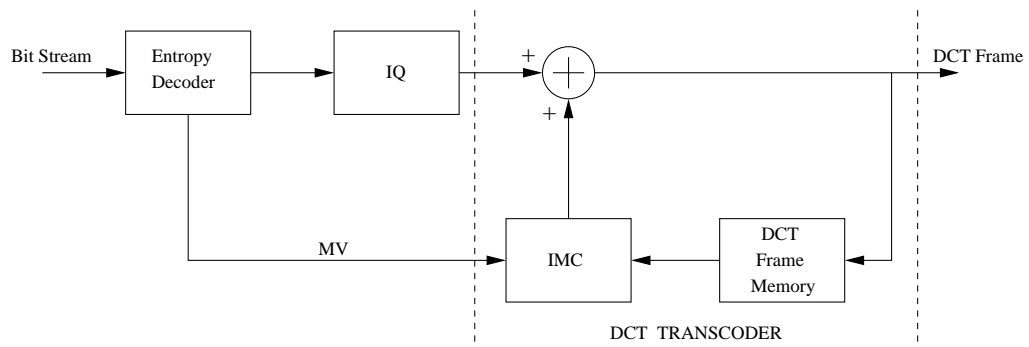 Bit Stream
Entropy
Decoder
IQ
+
+
DCT Frame
MV
IMC
DCT
Frame
Memory
DCT TRANSCODER